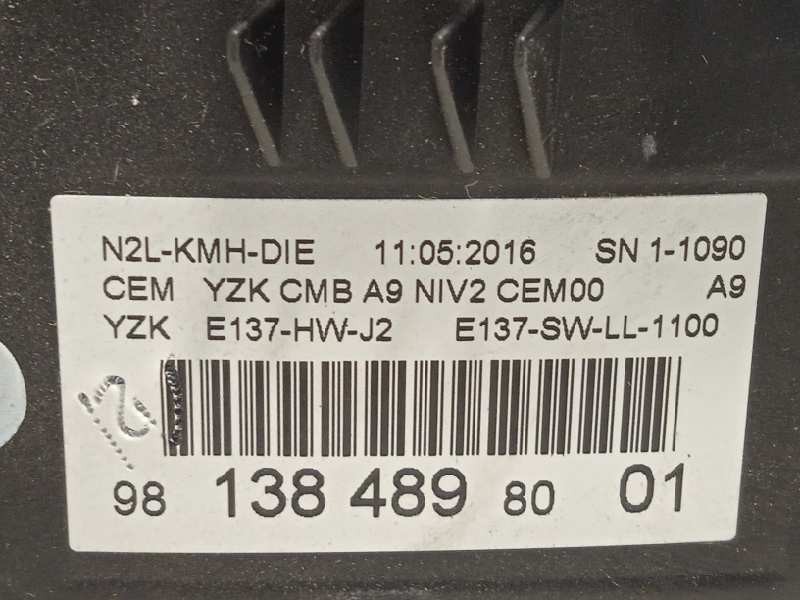 N2L-KMH-DIE 11:05:2016 SN 1-1090
CEM YZK CMB A9 NIV2 CEM00 A9
YZK E137-HW-J2 E137-SW-LL-1100
98 138 489 80 01